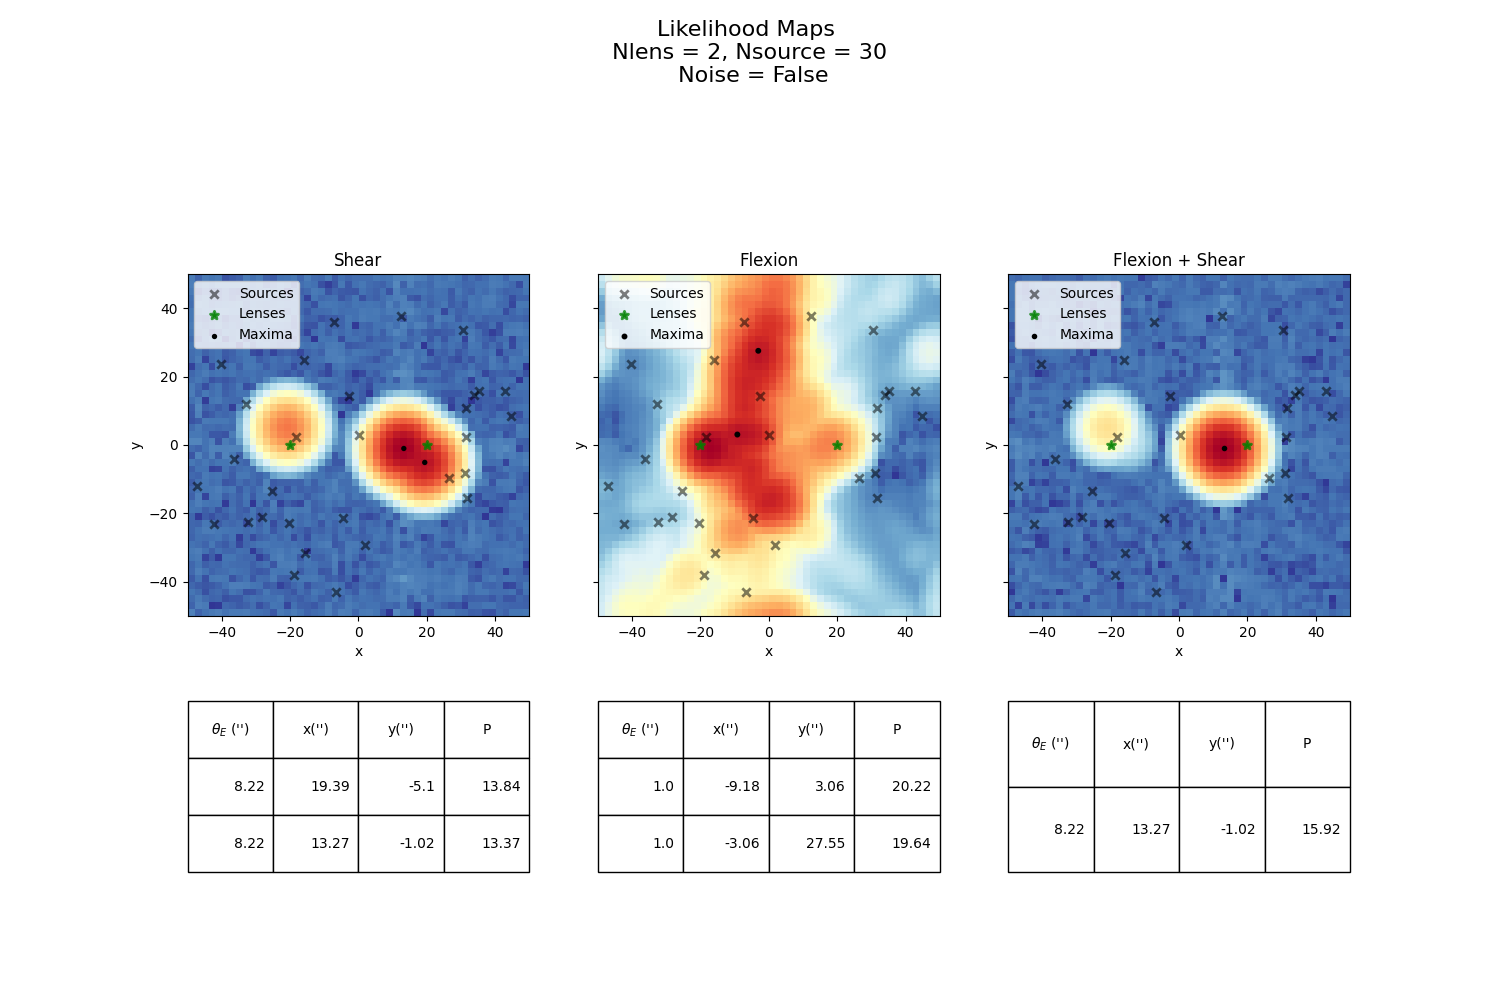 Likelihood Maps
Nlens = 2, Nsource = 30
Noise = False
Shear
Flexion
Flexion + Shear
Sources
Lenses
Maxima
Sources
Lenses
Maxima
Sources
Lenses
Maxima
40
20
0
−20
−40
y
y
y
−40 −20 0 20 40
−40 −20 0 20 40
−40 −20 0 20 40
x
x
x
θ_E ('') x('') y('') P
8.22 19.39 -5.1 13.84
8.22 13.27 -1.02 13.37
θ_E ('') x('') y('') P
1.0 -9.18 3.06 20.22
1.0 -3.06 27.55 19.64
θ_E ('') x('') y('') P
8.22 13.27 -1.02 15.92